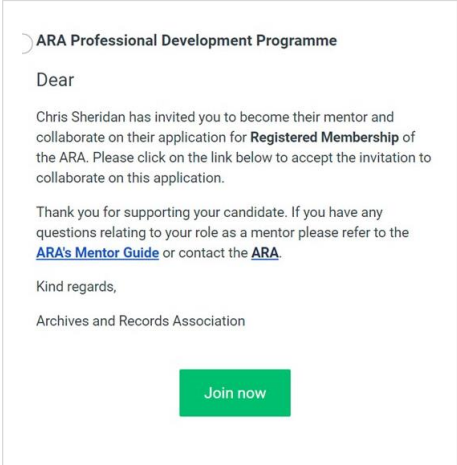 ARA Professional Development Programme
Dear
Chris Sheridan has invited you to become their mentor and
collaborate on their application for Registered Membership of
the ARA. Please click on the link below to accept the invitation to
collaborate on this application.
Thank you for supporting your candidate. If you have any
questions relating to your role as a mentor please refer to the
ARA's Mentor Guide or contact the ARA.
Kind regards,
Archives and Records Association
Join now